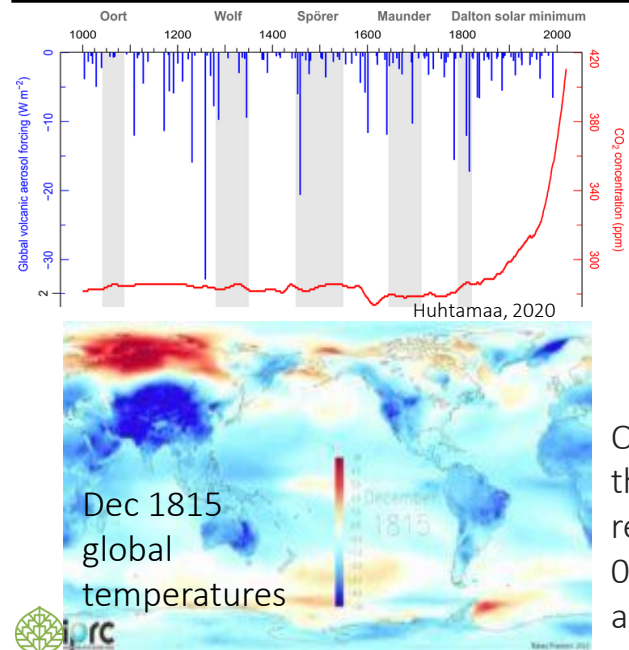 Oort Wolf Spörer Maunder Dalton solar minimum
1000 1200 1400 1600 1800 2000
Global volcanic aerosol forcing (W m⁻²)
0
-10
-20
-30
2
CO₂ concentration (ppm)
420
380
340
300
Huhtamaa, 2020
December
1815
Dec 1815
global
temperatures
iprc
C
th
re
0
a